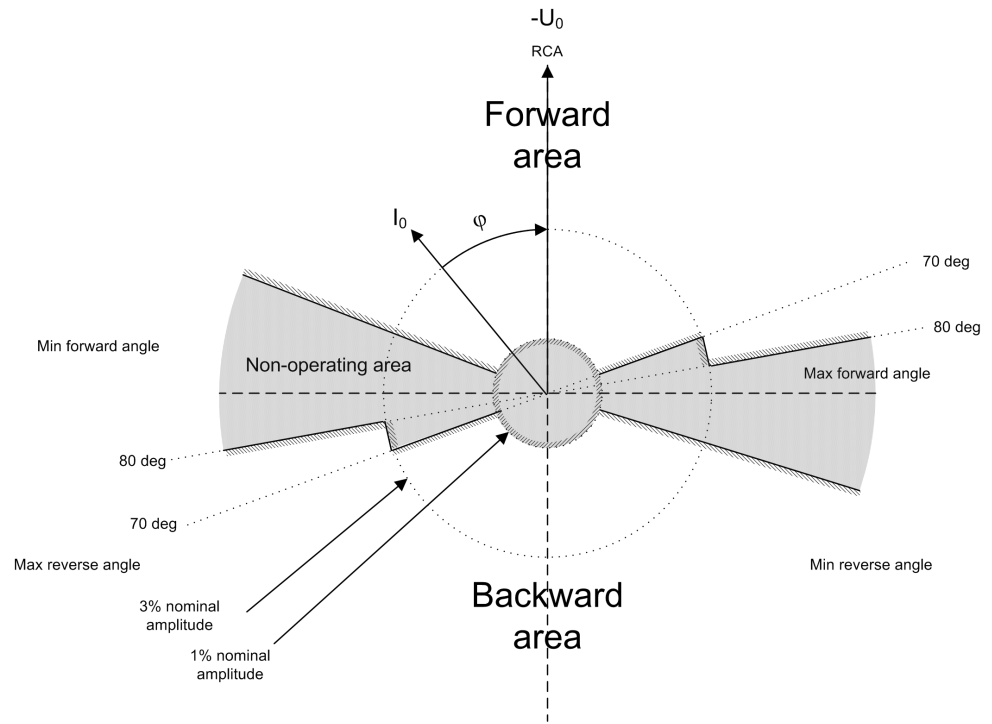 -U₀
RCA
Forward
area
I₀
φ
70 deg
80 deg
Min forward angle
Non-operating area
Max forward angle
80 deg
70 deg
Max reverse angle
Min reverse angle
Backward
area
3% nominal
amplitude
1% nominal
amplitude